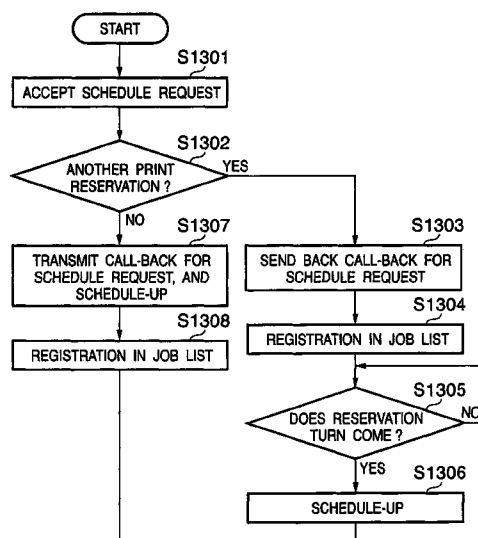 START
S1301
ACCEPT SCHEDULE REQUEST
S1302
ANOTHER PRINT
RESERVATION ?
YES
NO
S1307
TRANSMIT CALL-BACK FOR
SCHEDULE REQUEST, AND
SCHEDULE-UP
S1308
REGISTRATION IN JOB LIST
S1303
SEND BACK CALL-BACK FOR
SCHEDULE REQUEST
S1304
REGISTRATION IN JOB LIST
S1305
DOES RESERVATION
TURN COME ?
NO
YES
S1306
SCHEDULE-UP